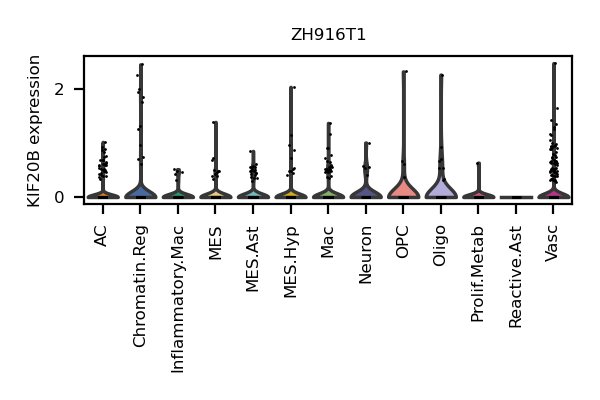 ZH916T1
KIF20B expression
2
0
AC
Chromatin.Reg
Inflammatory.Mac
MES
MES.Ast
MES.Hyp
Mac
Neuron
OPC
Oligo
Prolif.Metab
Reactive.Ast
Vasc